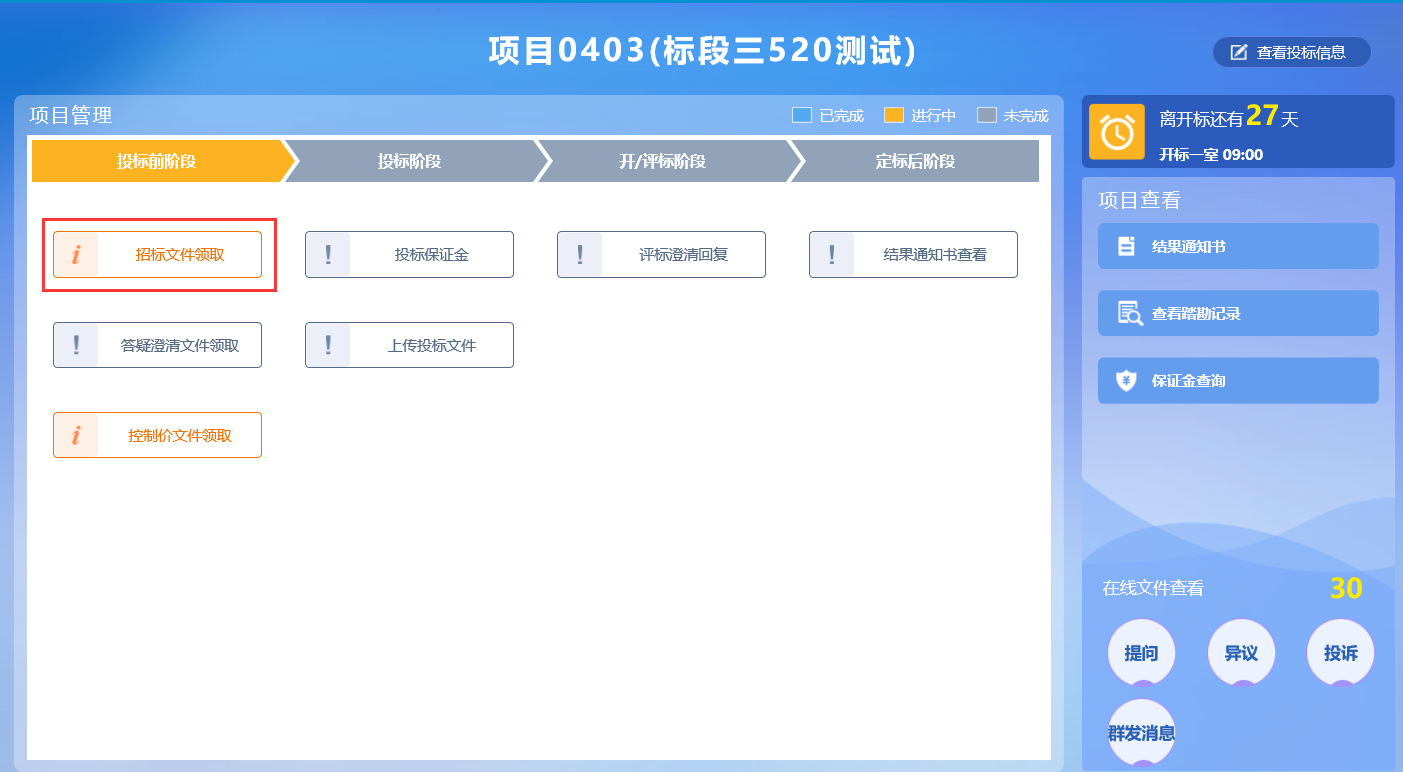 项目0403(标段三520测试)
查看投标信息
项目管理
已完成
进行中
未完成
投标前阶段
投标阶段
开/评标阶段
定标后阶段
i 招标文件领取
! 投标保证金
! 评标澄清回复
! 结果通知书查看
! 答疑澄清文件领取
! 上传投标文件
i 控制价文件领取
离开标还有27天
开标一室 09:00
项目查看
结果通知书
查看踏勘记录
¥ 保证金查询
在线文件查看 30
提问
异议
投诉
群发消息